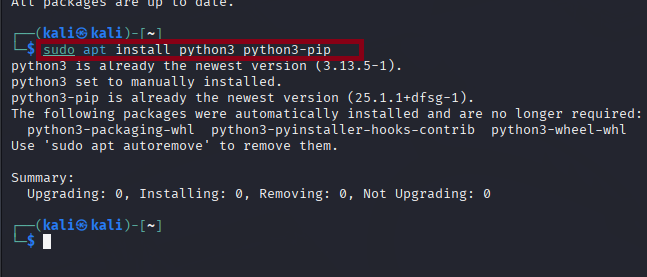 All packages are up to date.
┌──(kali㉿kali)-[~]
└─$ sudo apt install python3 python3-pip
python3 is already the newest version (3.13.5-1).
python3 set to manually installed.
python3-pip is already the newest version (25.1.1+dfsg-1).
The following packages were automatically installed and are no longer required:
  python3-packaging-whl  python3-pyinstaller-hooks-contrib  python3-wheel-whl
Use 'sudo apt autoremove' to remove them.
Summary:
  Upgrading: 0, Installing: 0, Removing: 0, Not Upgrading: 0
┌──(kali㉿kali)-[~]
└─$